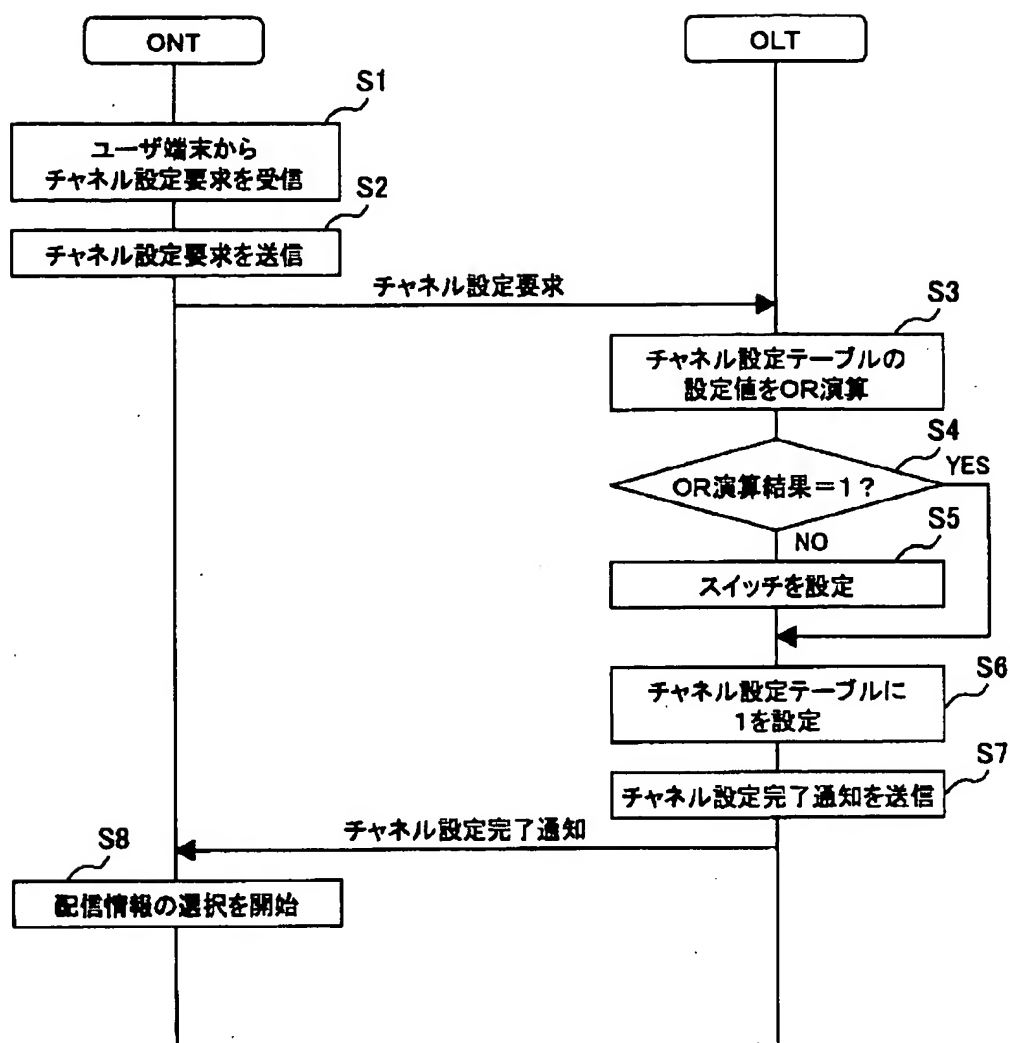 ONT
OLT
S1
ユーザ端末から
チャネル設定要求を受信
S2
チャネル設定要求を送信
チャネル設定要求
S3
チャネル設定テーブルの
設定値をOR演算
S4
OR演算結果=1?
YES
NO
S5
スイッチを設定
S6
チャネル設定テーブルに
1を設定
S7
チャネル設定完了通知を送信
チャネル設定完了通知
S8
配信情報の選択を開始